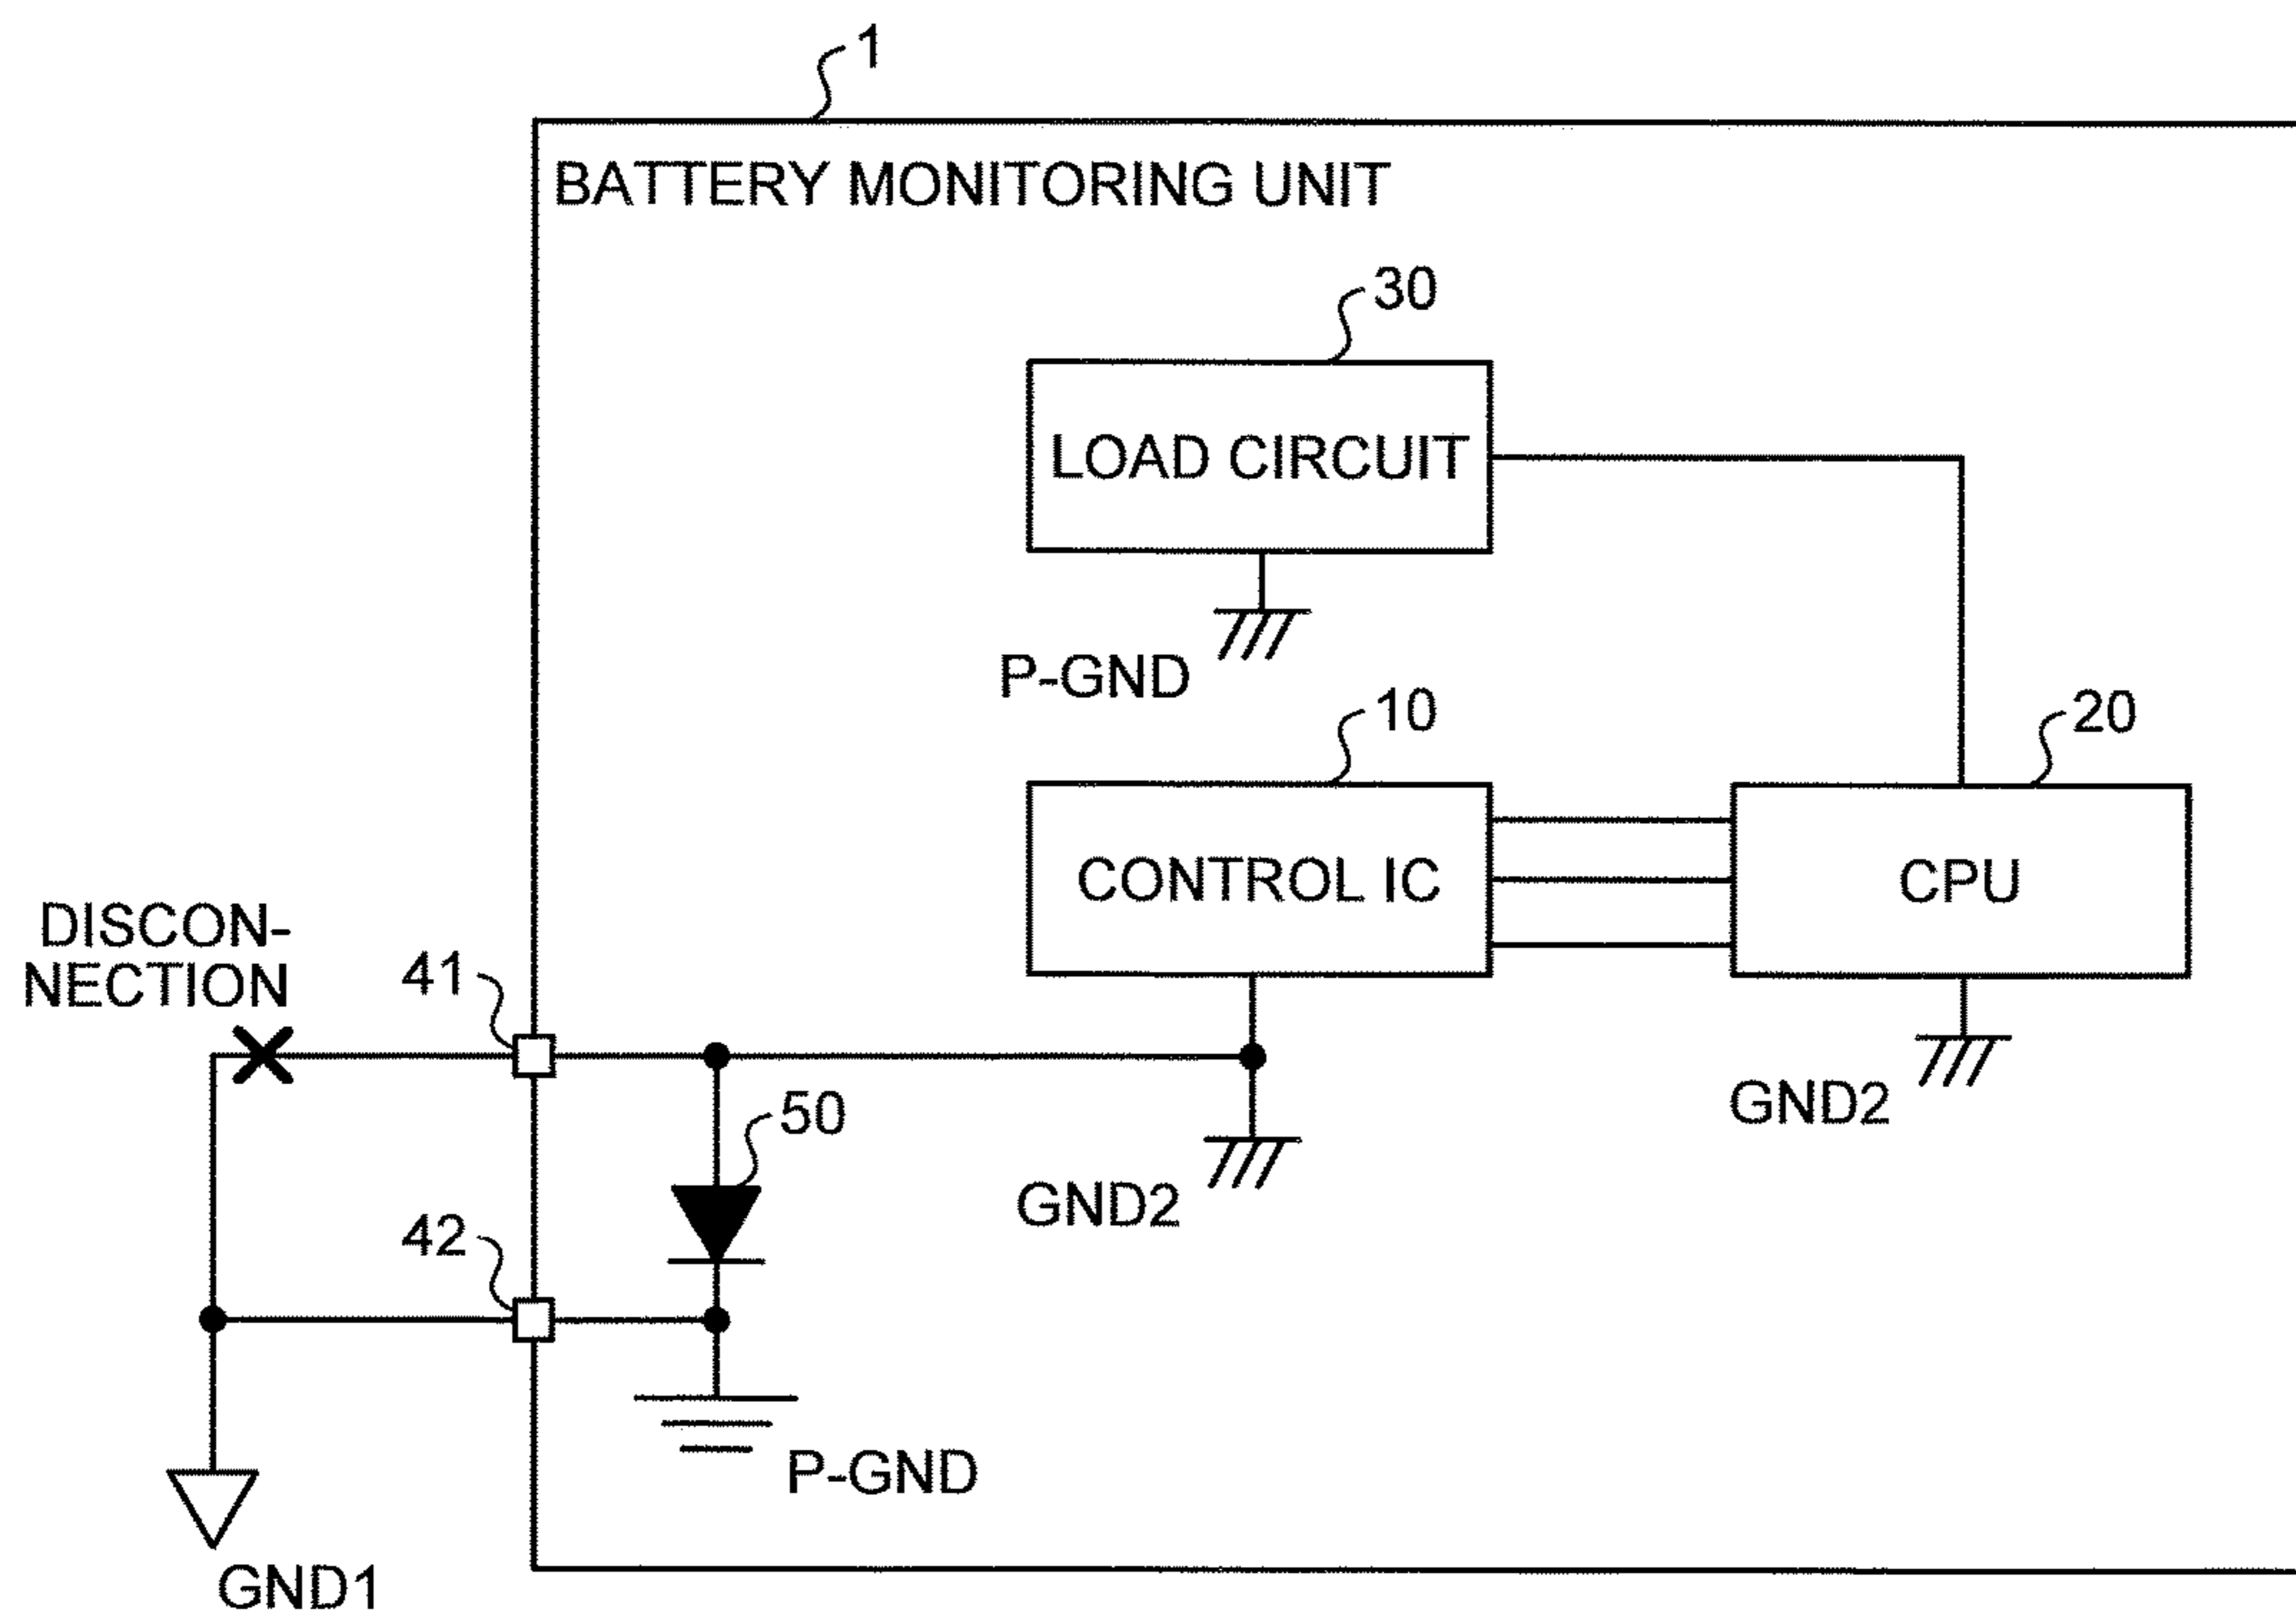 1
BATTERY MONITORING UNIT
30
LOAD CIRCUIT
P-GND
10
20
CONTROL IC
CPU
DISCON-
NECTION
41
GND2
50
GND2
42
P-GND
GND1